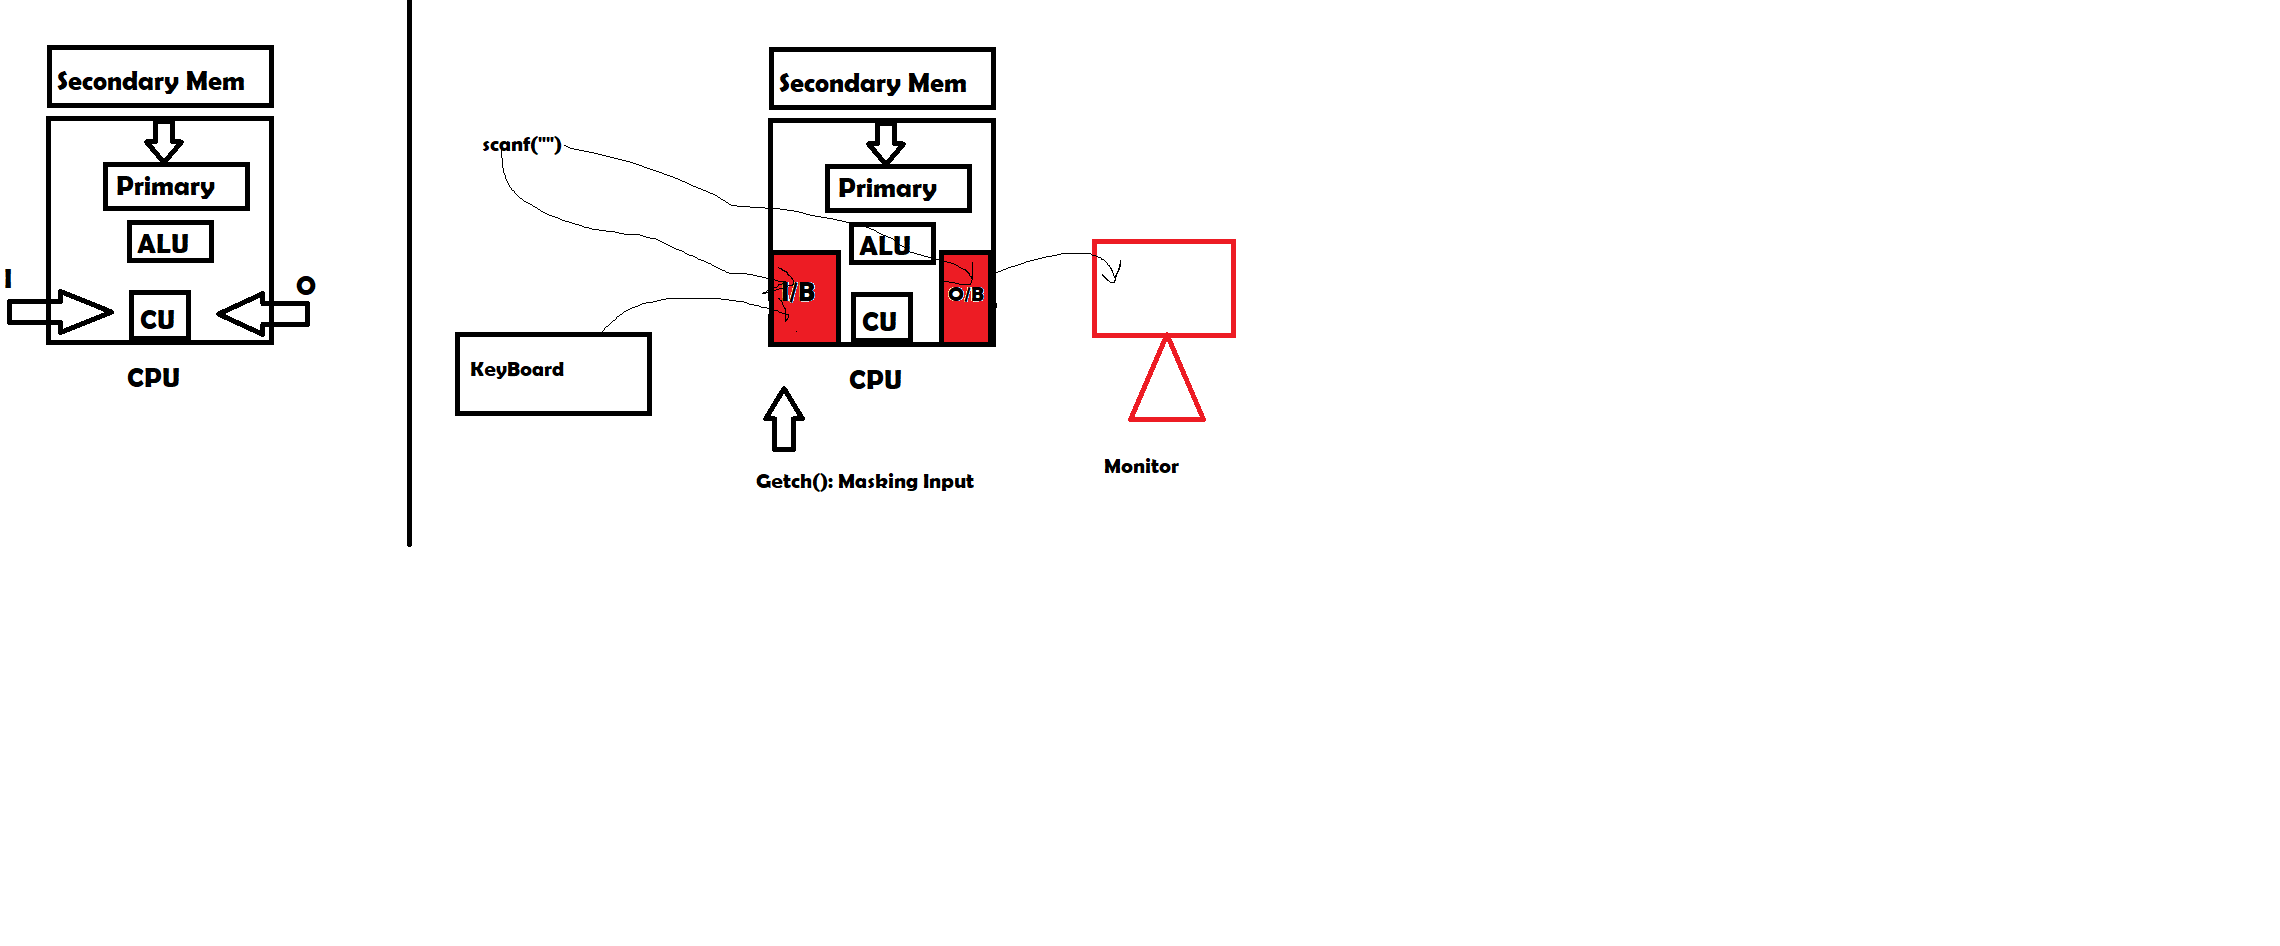 Secondary Mem
Primary
ALU
I
O
CU
CPU
Secondary Mem
scanf("")
Primary
ALU
I/B
O/B
CU
KeyBoard
CPU
Monitor
Getch(): Masking Input